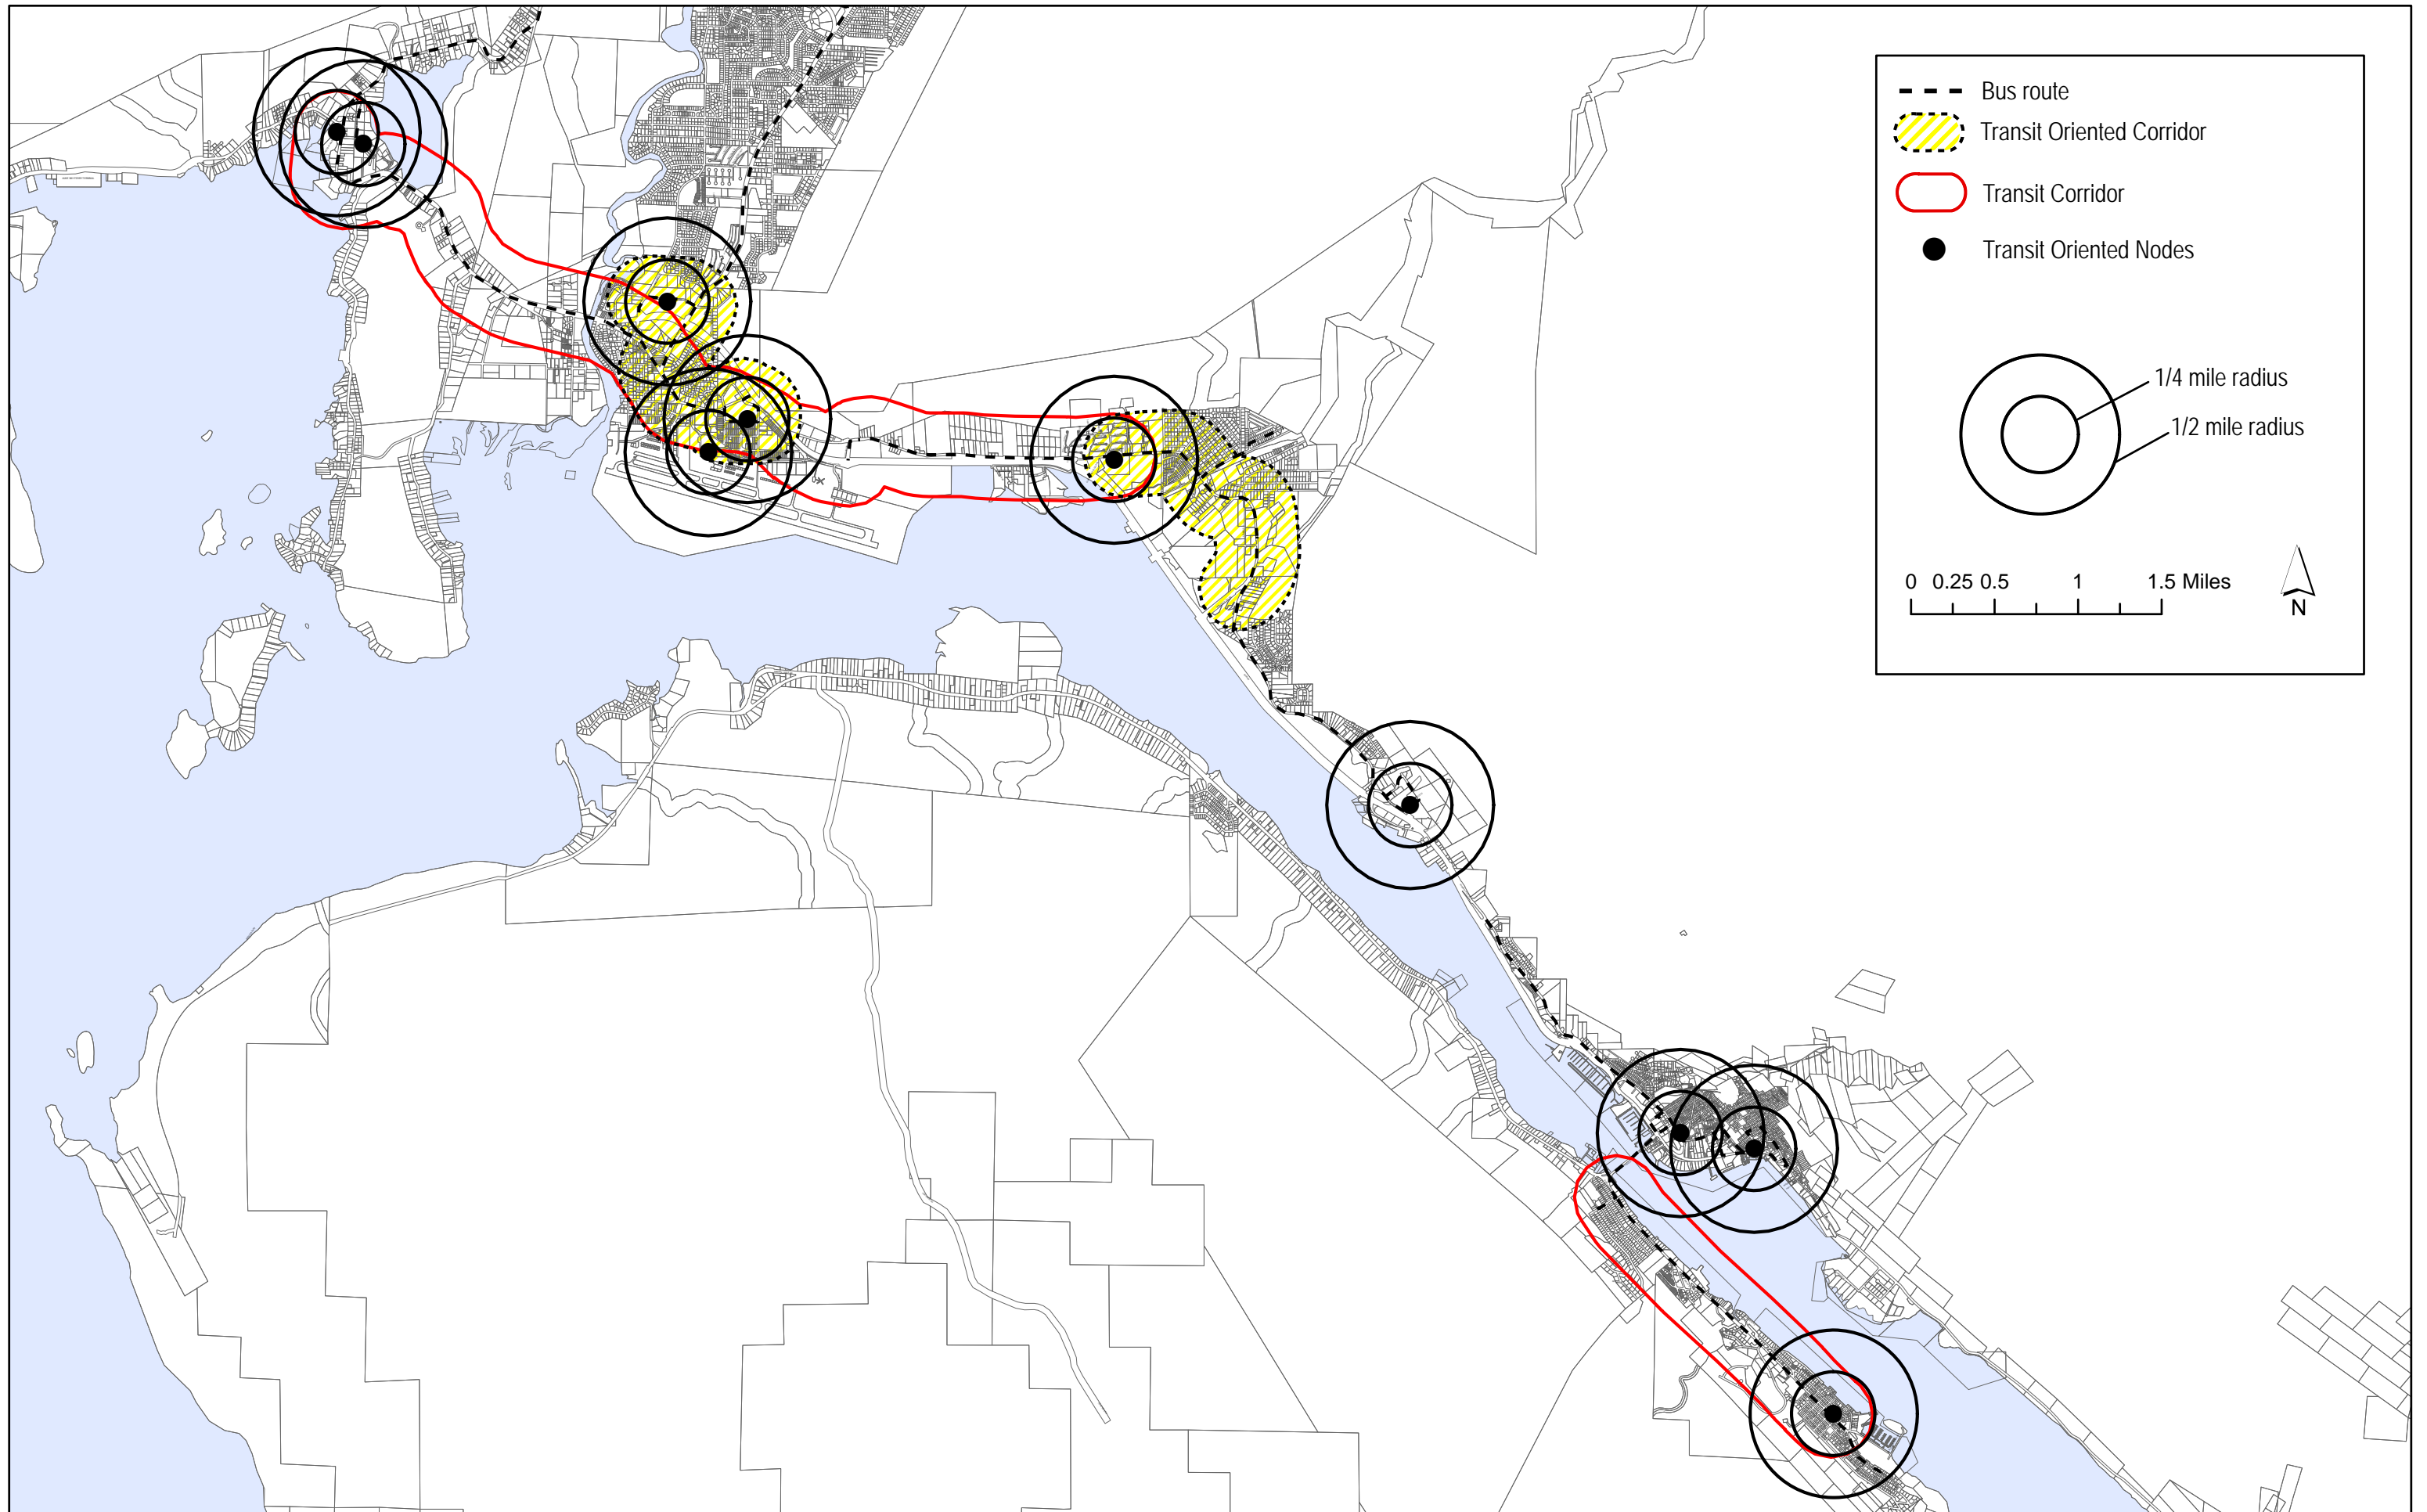 Bus route
Transit Oriented Corridor
Transit Corridor
Transit Oriented Nodes
1/4 mile radius
1/2 mile radius
0 0.25 0.5 1 1.5 Miles
N